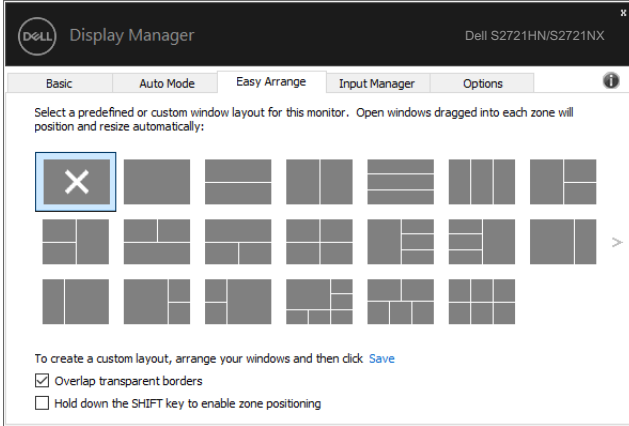 x
DELL Display Manager Dell S2721HN/S2721NX
Basic Auto Mode Easy Arrange Input Manager Options i
Select a predefined or custom window layout for this monitor. Open windows dragged into each zone will
position and resize automatically:
>
To create a custom layout, arrange your windows and then click Save
Overlap transparent borders
Hold down the SHIFT key to enable zone positioning